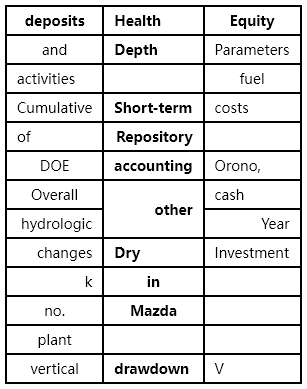 deposits Health Equity
and Depth Parameters
activities fuel
Cumulative Short-term costs
of Repository
DOE accounting Orono,
Overall other cash
hydrologic Year
changes Dry Investment
k in
no. Mazda
plant
vertical drawdown V